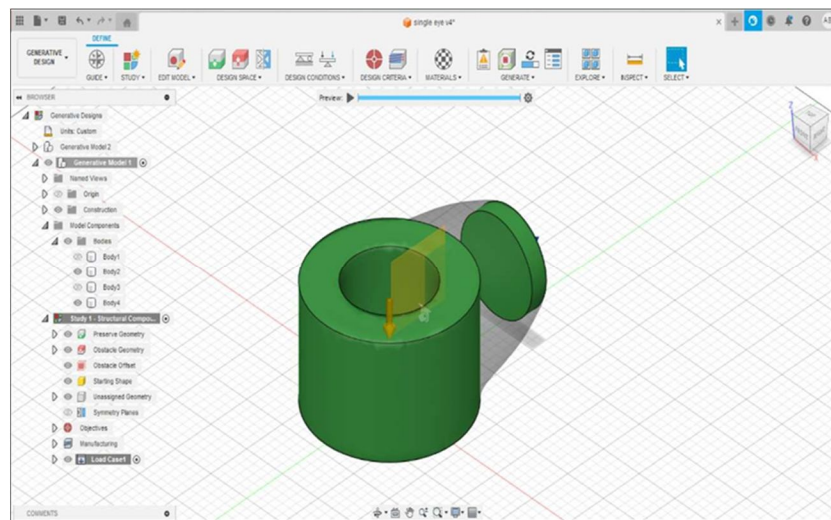 single eye v4*
DEFINE
GENERATIVE DESIGN
GUIDE
STUDY
EDIT MODEL
DESIGN SPACE
DESIGN CONDITIONS
DESIGN CRITERIA
MATERIALS
GENERATE
EXPLORE
INSPECT
SELECT
BROWSER
Preview:
Generative Designs
Units: Custom
Generative Model 2
Generative Model 1
Named Views
Origin
Construction
Model Components
Bodies
Body1
Body2
Body3
Body4
Study 1 - Structural Compo...
Preserve Geometry
Obstacle Geometry
Obstacle Offset
Starting Shape
Unassigned Geometry
Symmetry Planes
Objectives
Manufacturing
Load Case1
COMMENTS
Z
X